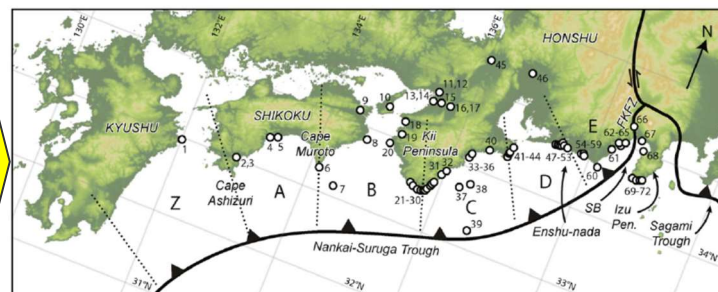 130°E
132°E
134°E
136°E
HONSHU
N
KYUSHU
SHIKOKU
Cape
Muroto
Kii
Peninsula
Cape
Ashizuri
FKFZ
Z
A
B
C
D
E
1
2,3
4
5
6
7
8
9
10
11,12
13,14
15
16,17
18
19
20
21-30
31
32
33-36
37
38
39
40
41-44
45
46
47-53
54-59
60
61
62-65
66
67
68
69-72
Enshu-nada
SB
Izu
Pen.
Sagami
Trough
Nankai-Suruga Trough
31°N
32°N
33°N
34°N